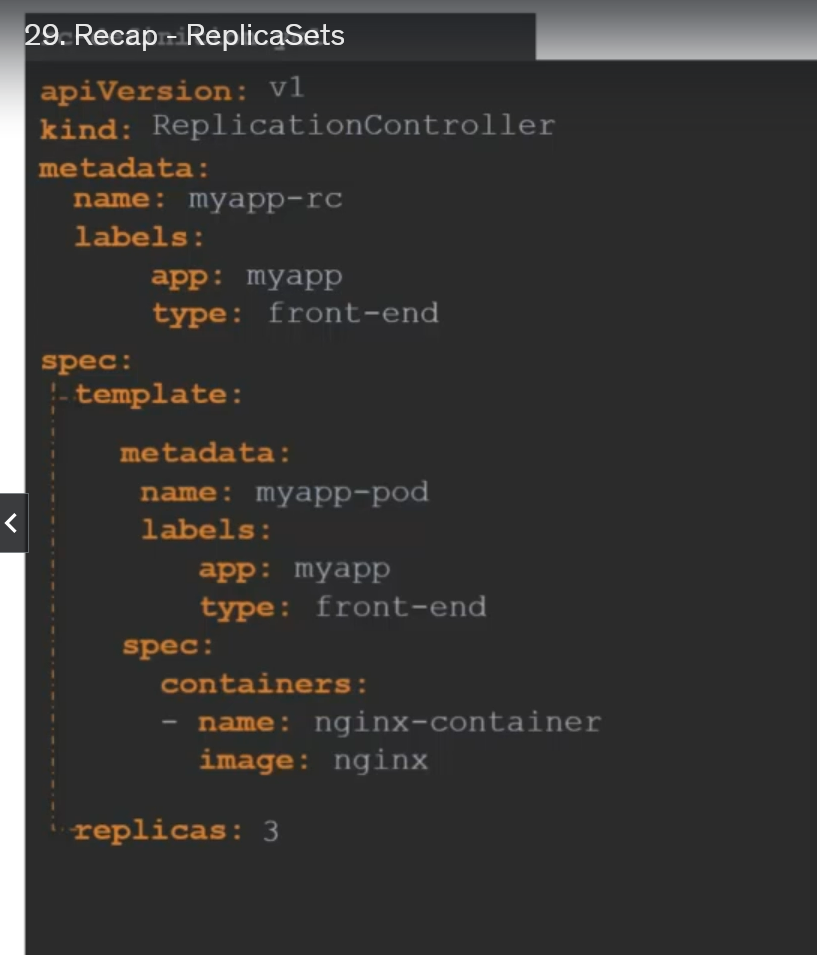 29. Recap - ReplicaSets
apiVersion: v1
kind: ReplicationController
metadata:
name: myapp-rc
labels:
app: myapp
type: front-end
spec:
template:
metadata:
name: myapp-pod
labels:
app: myapp
type: front-end
spec:
containers:
- name: nginx-container
image: nginx
replicas: 3